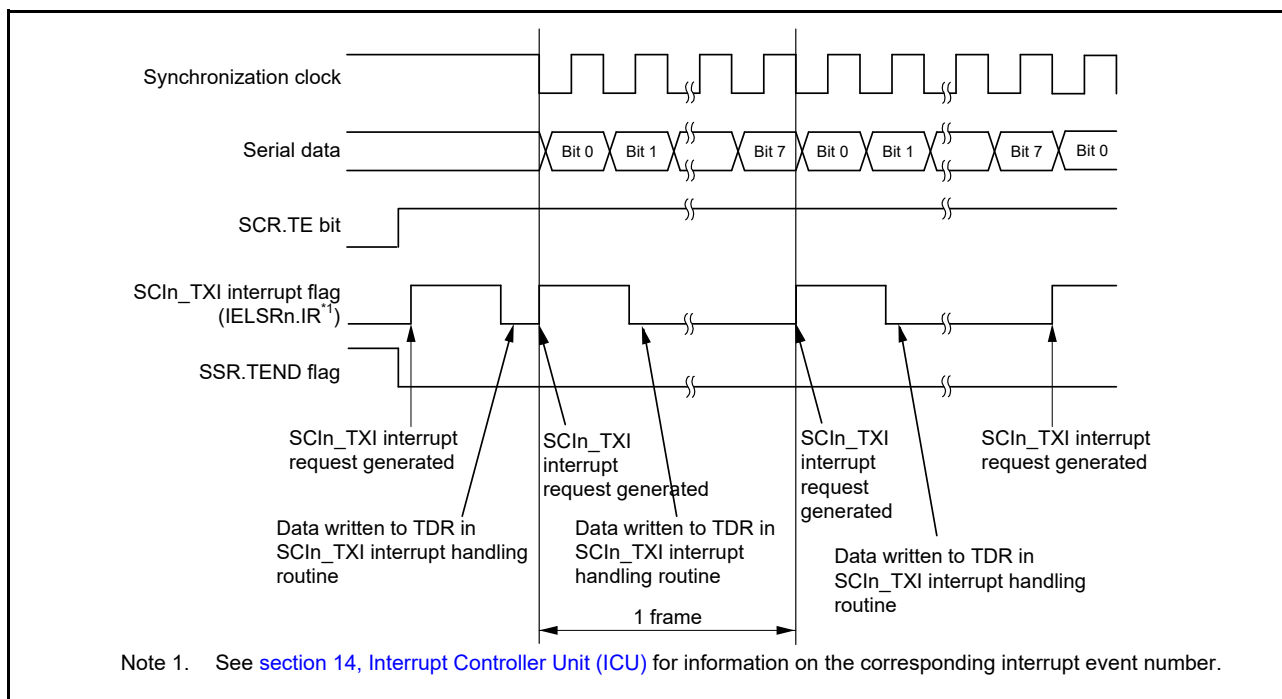 Synchronization clock
Serial data
Bit 0 Bit 1 Bit 7 Bit 0 Bit 1 Bit 7 Bit 0
SCR.TE bit
SCIn_TXI interrupt flag
(IELSRn.IR*1)
SSR.TEND flag
SCIn_TXI interrupt
request generated
SCIn_TXI
interrupt
request generated
SCIn_TXI
interrupt
request
generated
SCIn_TXI interrupt
request generated
Data written to TDR in
SCIn_TXI interrupt handling
routine
Data written to TDR in
SCIn_TXI interrupt
handling routine
Data written to TDR in
SCIn_TXI interrupt handling
routine
1 frame
Note 1. See section 14, Interrupt Controller Unit (ICU) for information on the corresponding interrupt event number.